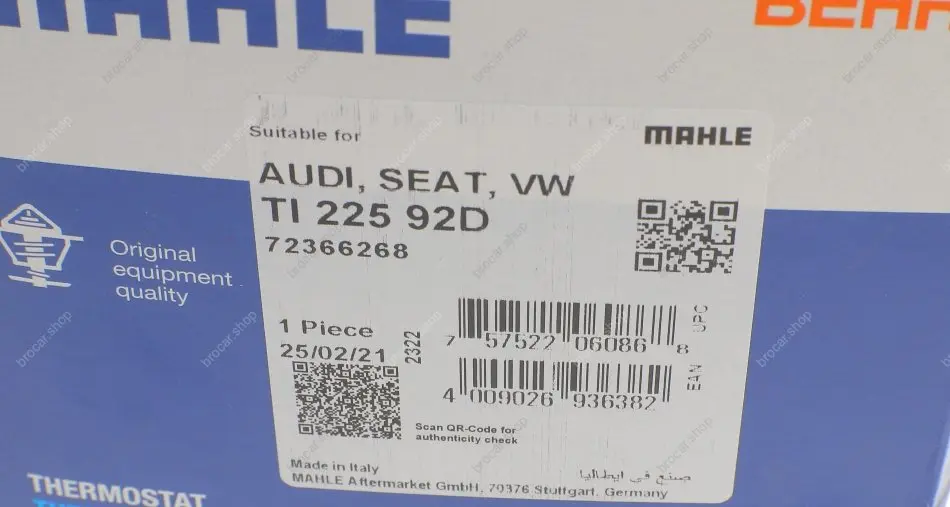 MAHLE
BEHR
Suitable for
MAHLE
AUDI, SEAT, VW
TI 225 92D
72366268
Original
equipment
quality
1 Piece
25/02/21
2322
7 57522 06086 8
UPC
4 009026 936382
EAN
Scan QR-Code for
authenticity check
Made in Italy
صنع في ايطاليا
MAHLE Aftermarket GmbH, 70376 Stuttgart. Germany
THERMOSTAT
brocar.shop